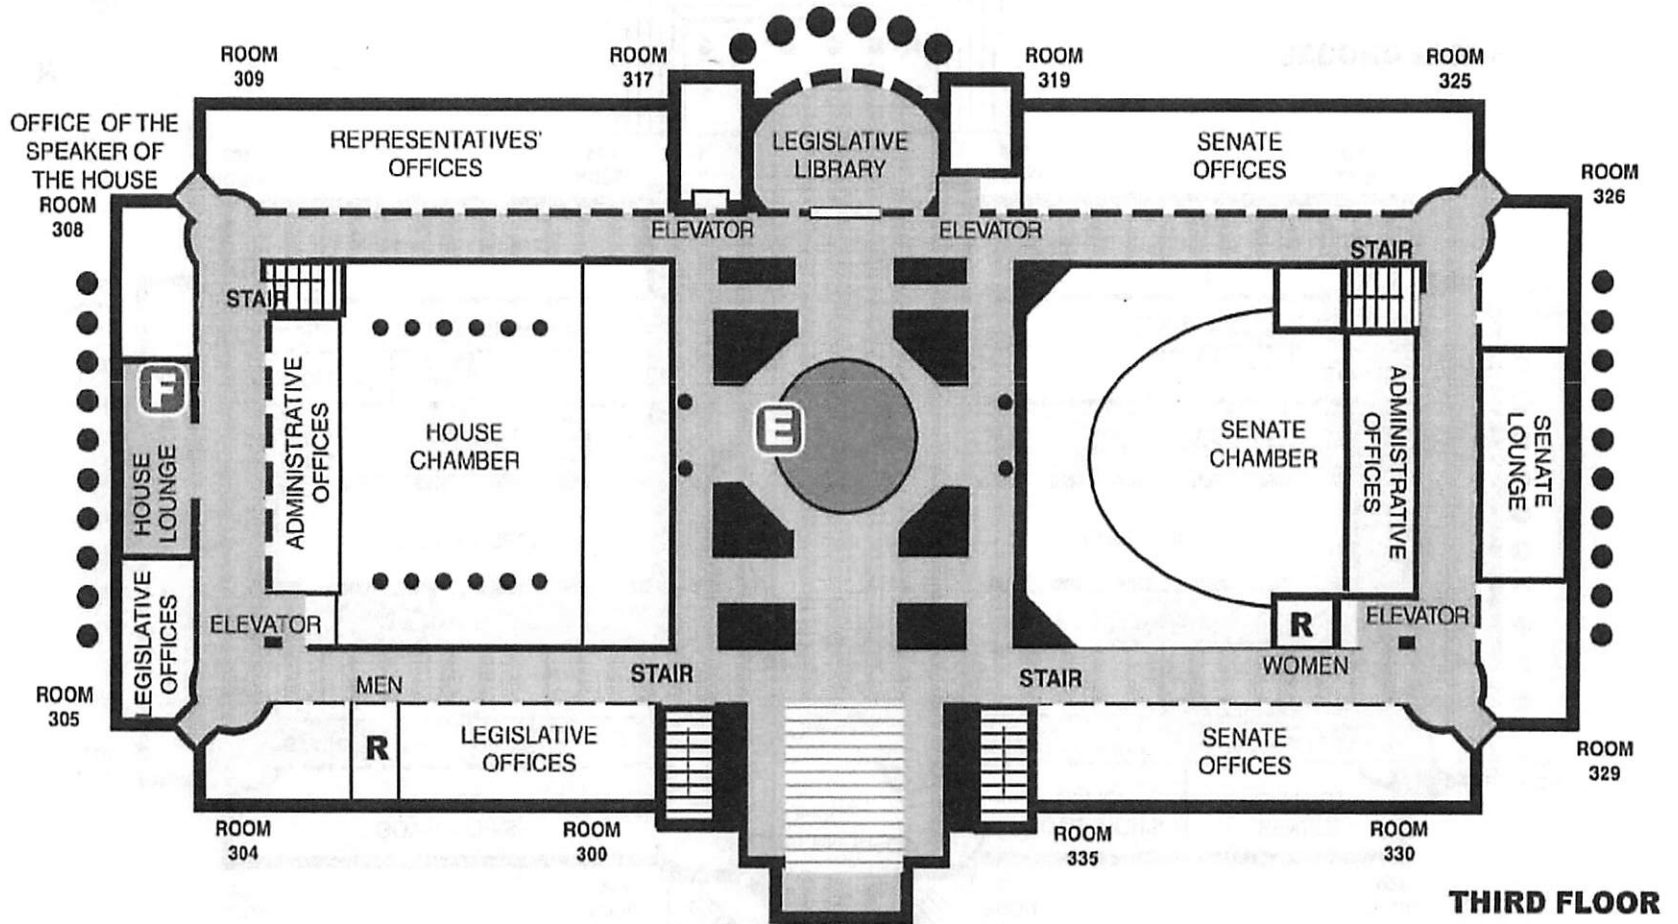 ROOM
309
ROOM
317
ROOM
319
ROOM
325
OFFICE OF THE
SPEAKER OF
THE HOUSE
REPRESENTATIVES'
OFFICES
LEGISLATIVE
LIBRARY
SENATE
OFFICES
ROOM
326
ROOM
308
ELEVATOR
ELEVATOR
STAIR
STAIR
F
HOUSE
LOUNGE
ADMINISTRATIVE
OFFICES
HOUSE
CHAMBER
E
SENATE
CHAMBER
ADMINISTRATIVE
OFFICES
SENATE
LOUNGE
LEGISLATIVE
OFFICES
ELEVATOR
R
ELEVATOR
MEN
STAIR
STAIR
WOMEN
ROOM
305
R
LEGISLATIVE
OFFICES
SENATE
OFFICES
ROOM
329
ROOM
304
ROOM
300
ROOM
335
ROOM
330
THIRD FLOOR